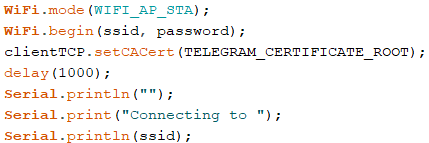 WiFi.mode(WIFI_AP_STA);
WiFi.begin(ssid, password);
clientTCP.setCACert(TELEGRAM_CERTIFICATE_ROOT);
delay(1000);
Serial.println("");
Serial.print("Connecting to ");
Serial.println(ssid);